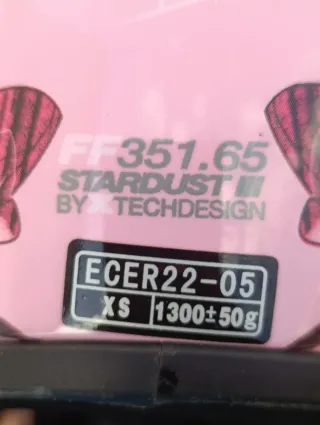 FF351.65
STARDUST III
BY X TECHDESIGN
ECER22-05
XS 1300±50g